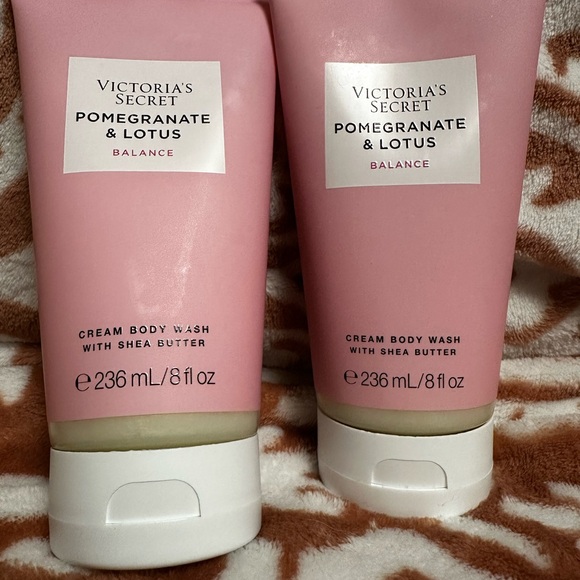 VICTORIA'S
SECRET
POMEGRANATE
& LOTUS
BALANCE
CREAM BODY WASH
WITH SHEA BUTTER
℮ 236 mL/8 fl oz
VICTORIA'S
SECRET
POMEGRANATE
& LOTUS
BALANCE
CREAM BODY WASH
WITH SHEA BUTTER
℮ 236 mL/8 fl oz